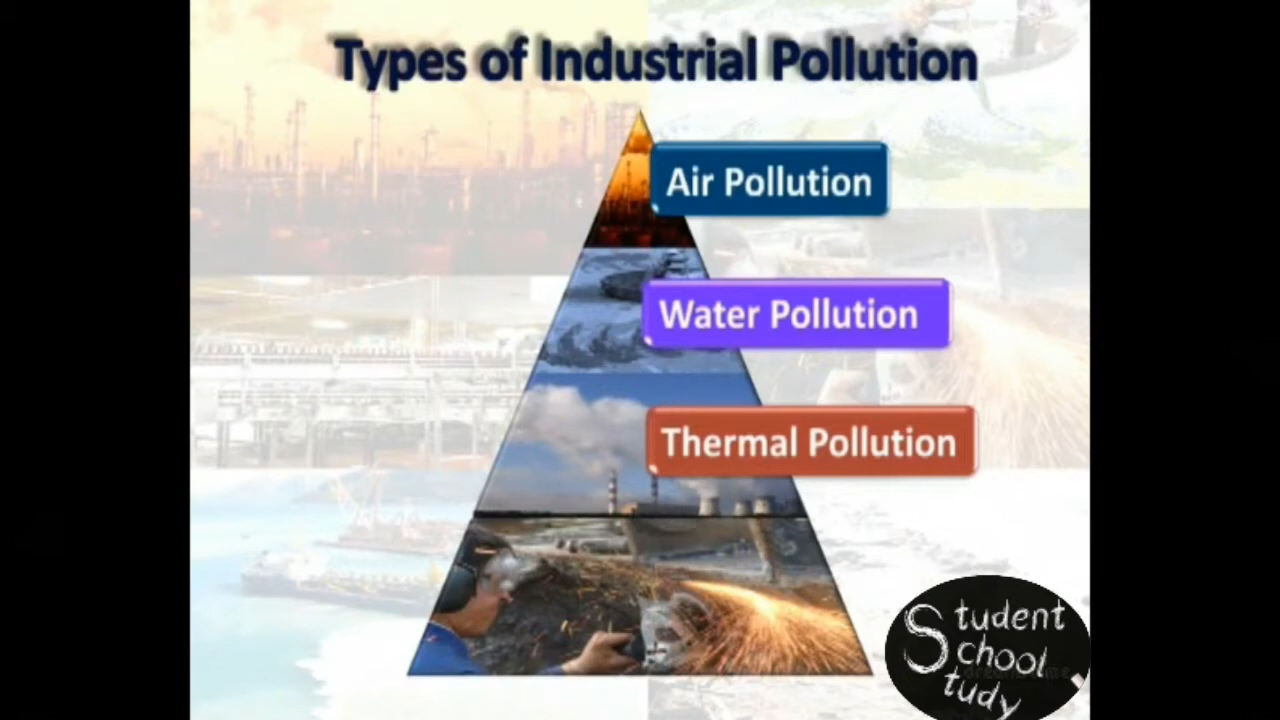 Types of Industrial Pollution
Air Pollution
Water Pollution
Thermal Pollution
Student
School
Study